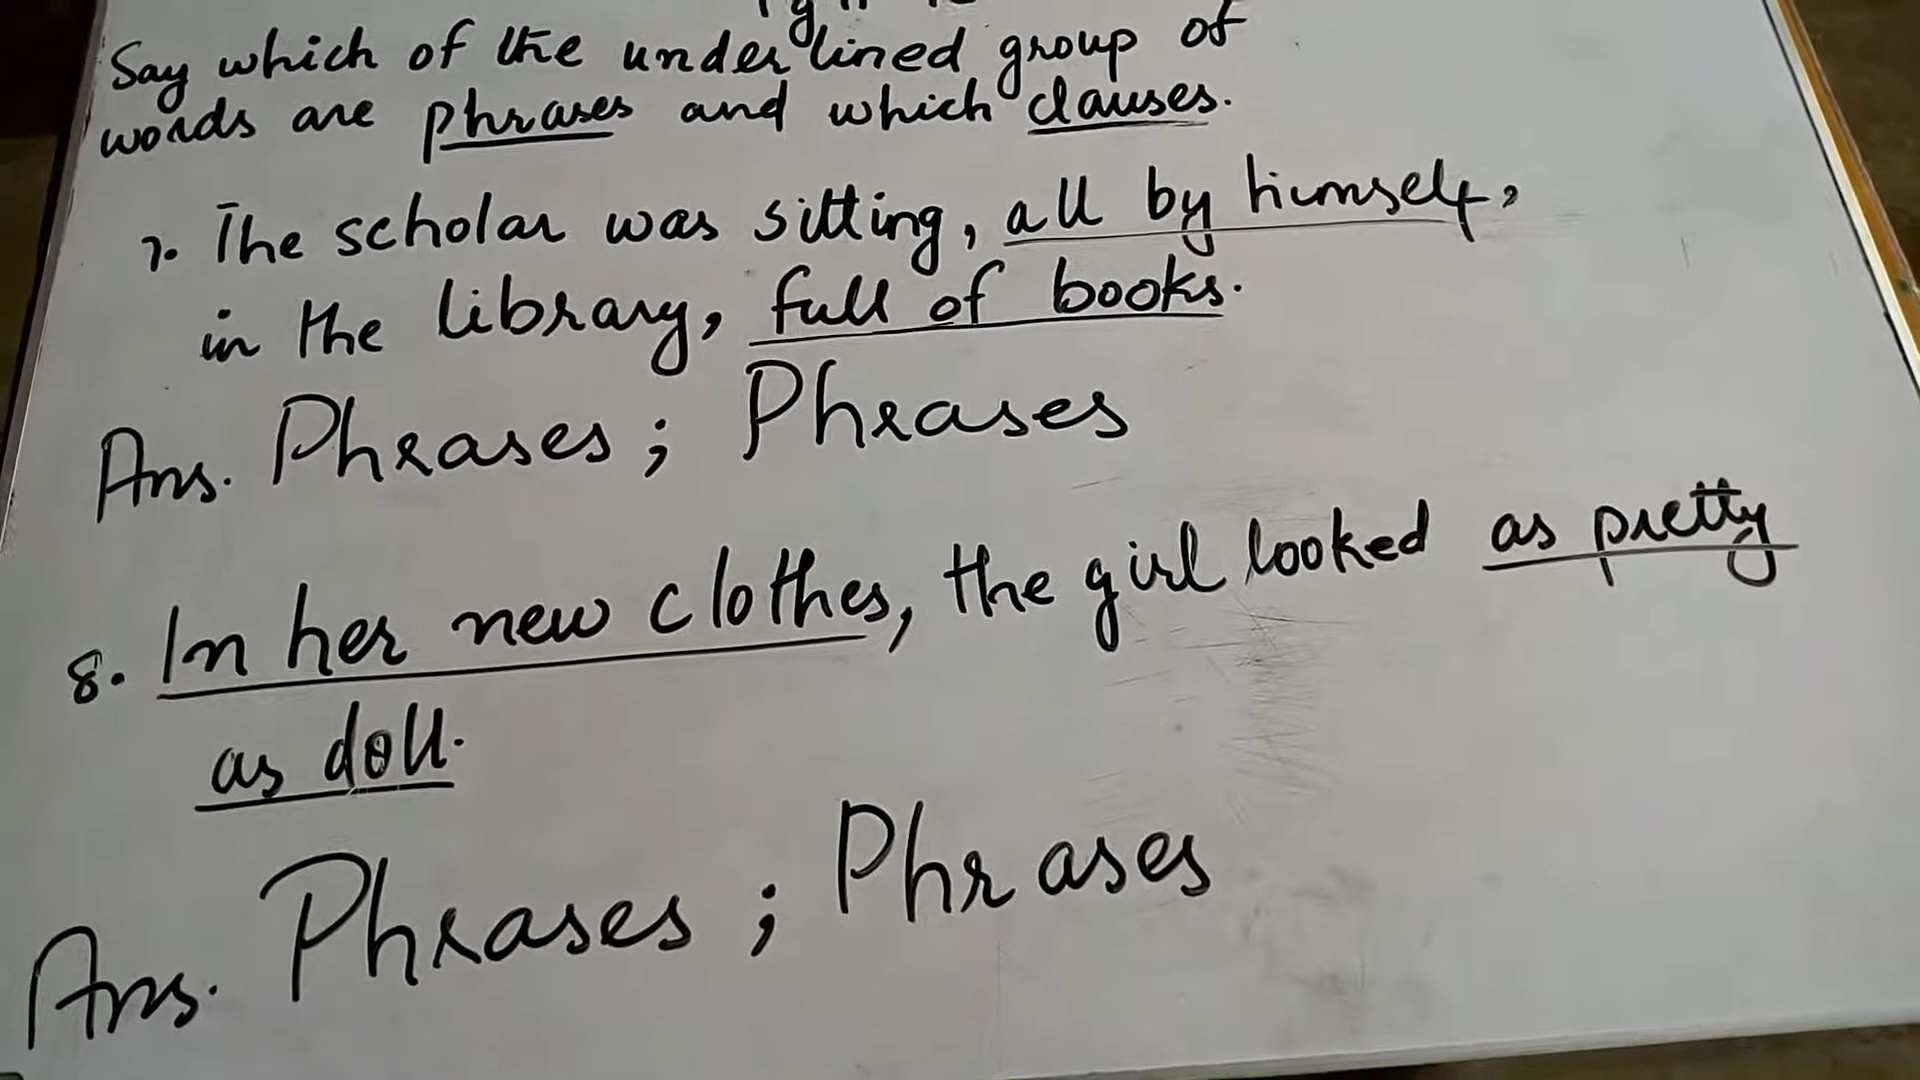 Say which of the underlined group of
words are phrases and which clauses.
7. The scholar was sitting, all by himself,
in the library, full of books.
Ans. Phrases; Phrases
8. In her new clothes, the girl looked as pretty
as doll.
Ans. Phrases; Phrases